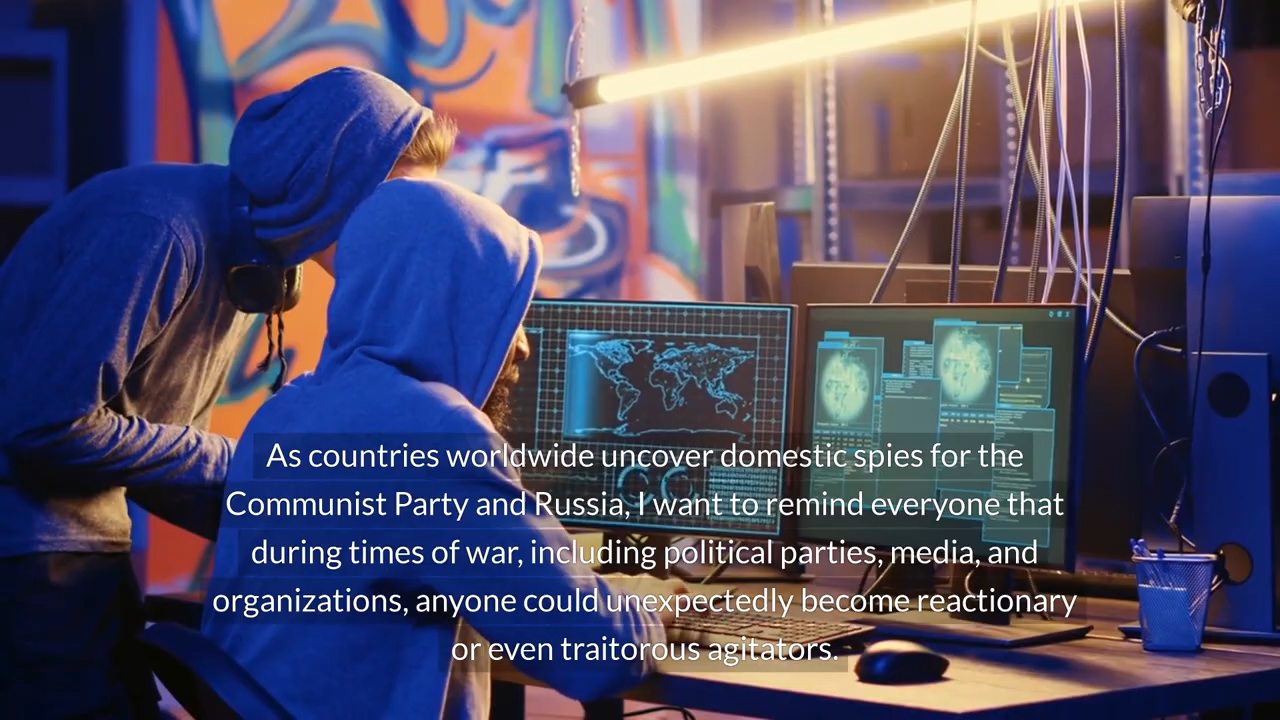 As countries worldwide uncover domestic spies for the
Communist Party and Russia, I want to remind everyone that
during times of war, including political parties, media, and
organizations, anyone could unexpectedly become reactionary
or even traitorous agitators.